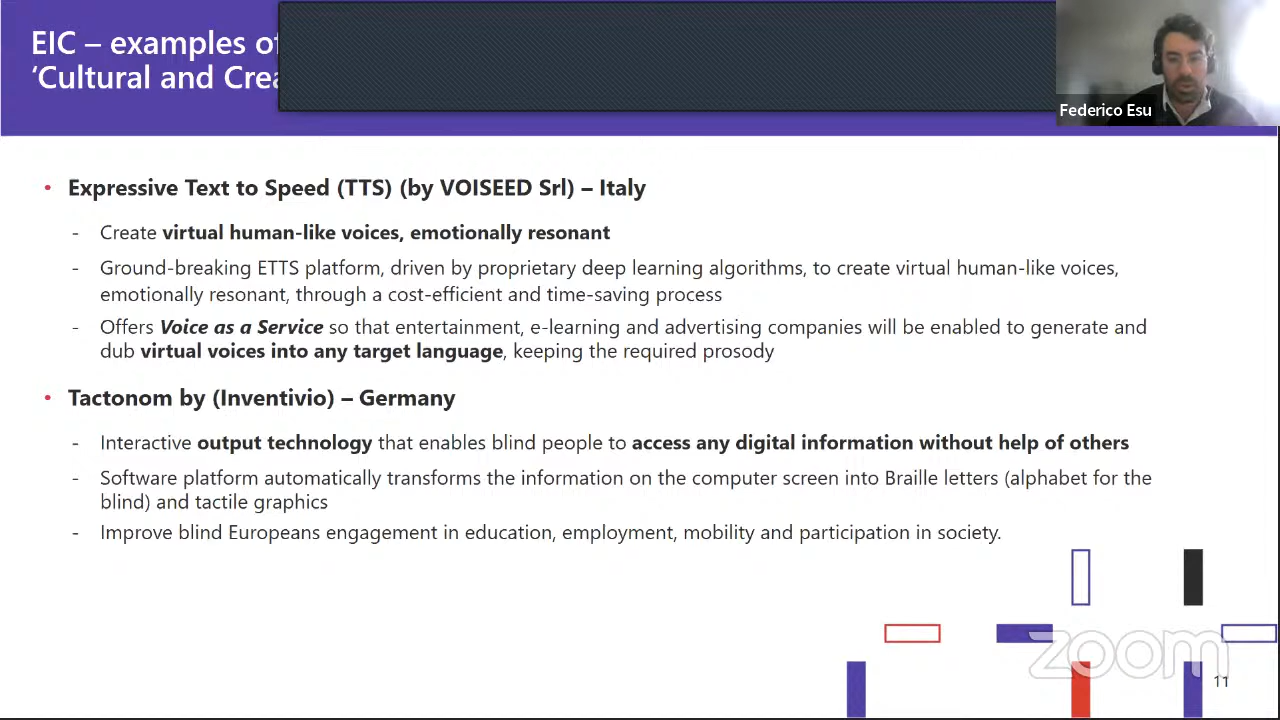 EIC – examples of
‘Cultural and Crea
Federico Esu
• Expressive Text to Speed (TTS) (by VOISEED Srl) – Italy
- Create virtual human-like voices, emotionally resonant
- Ground-breaking ETTS platform, driven by proprietary deep learning algorithms, to create virtual human-like voices,
emotionally resonant, through a cost-efficient and time-saving process
- Offers Voice as a Service so that entertainment, e-learning and advertising companies will be enabled to generate and
dub virtual voices into any target language, keeping the required prosody
• Tactonom by (Inventivio) – Germany
- Interactive output technology that enables blind people to access any digital information without help of others
- Software platform automatically transforms the information on the computer screen into Braille letters (alphabet for the
blind) and tactile graphics
- Improve blind Europeans engagement in education, employment, mobility and participation in society.
zoom
11